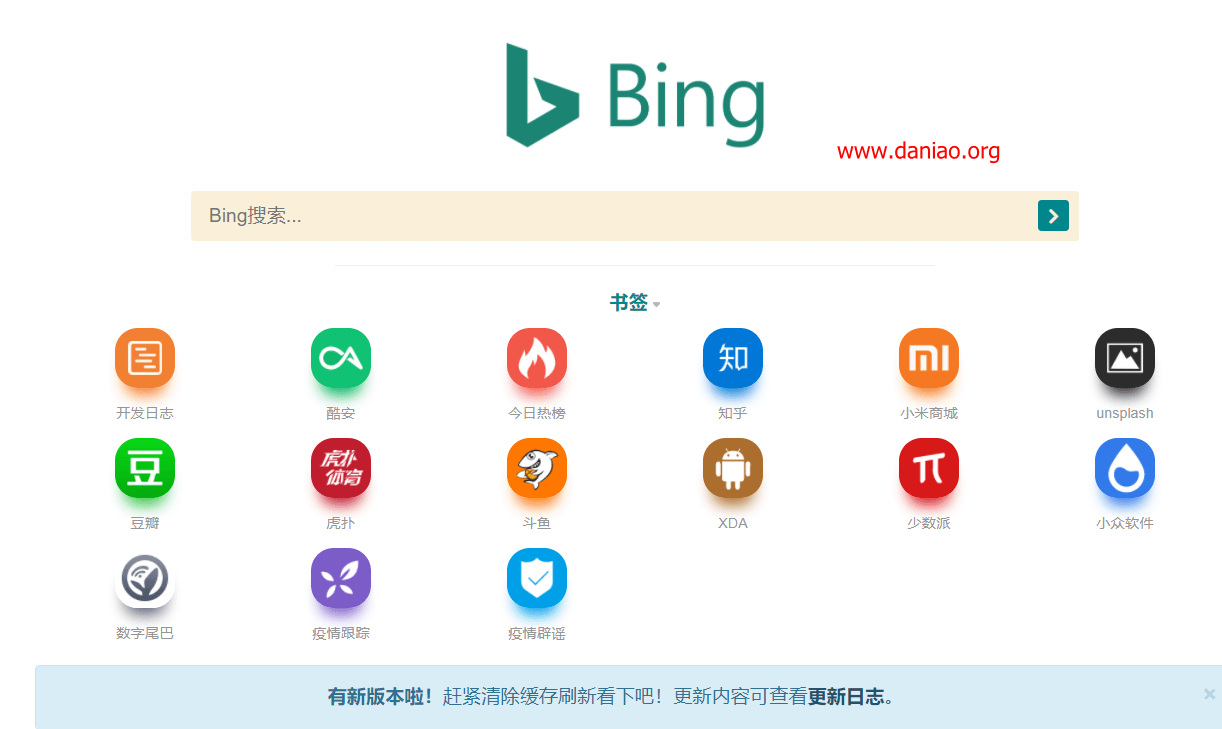 Bing
www.daniao.org
Bing搜索...
书签
知
mi
开发日志
酷安
今日热榜
知乎
小米商城
unsplash
豆
虎扑
体育
豆瓣
虎扑
斗鱼
XDA
少数派
小众软件
数字尾巴
疫情跟踪
疫情辟谣
有新版本啦！赶紧清除缓存刷新看下吧！更新内容可查看更新日志。
×